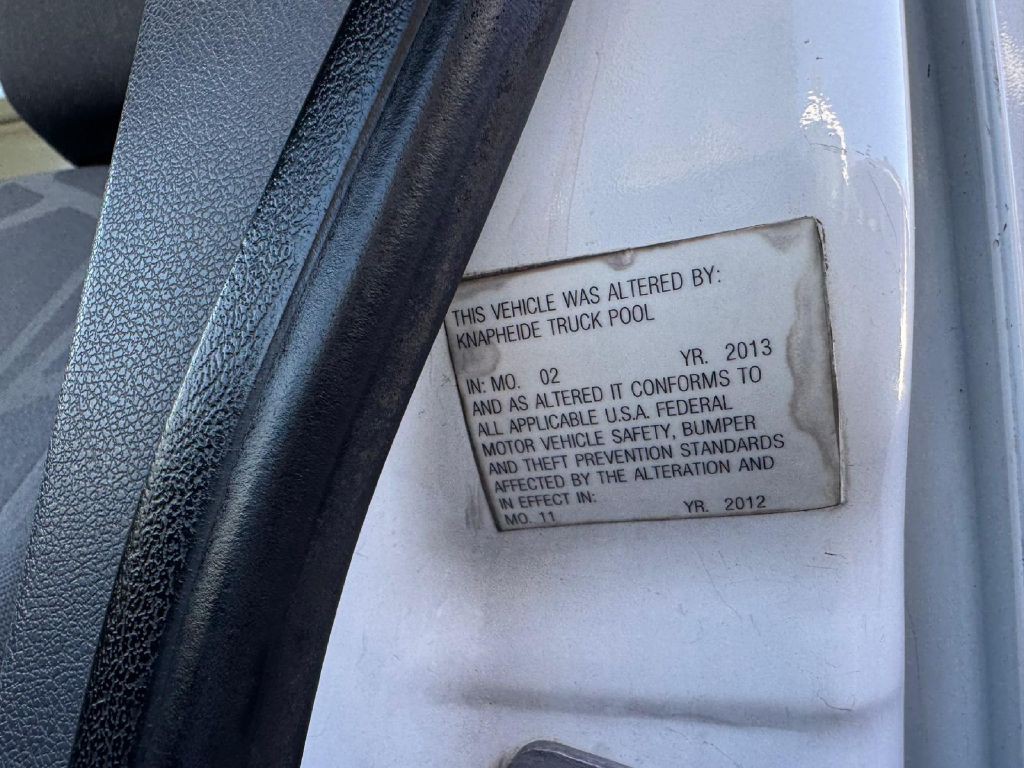 THIS VEHICLE WAS ALTERED BY:
KNAPHEIDE TRUCK POOL
IN: MO. 02 YR. 2013
AND AS ALTERED IT CONFORMS TO
ALL APPLICABLE U.S.A. FEDERAL
MOTOR VEHICLE SAFETY, BUMPER
AND THEFT PREVENTION STANDARDS
AFFECTED BY THE ALTERATION AND
IN EFFECT IN:
MO. 11 YR. 2012